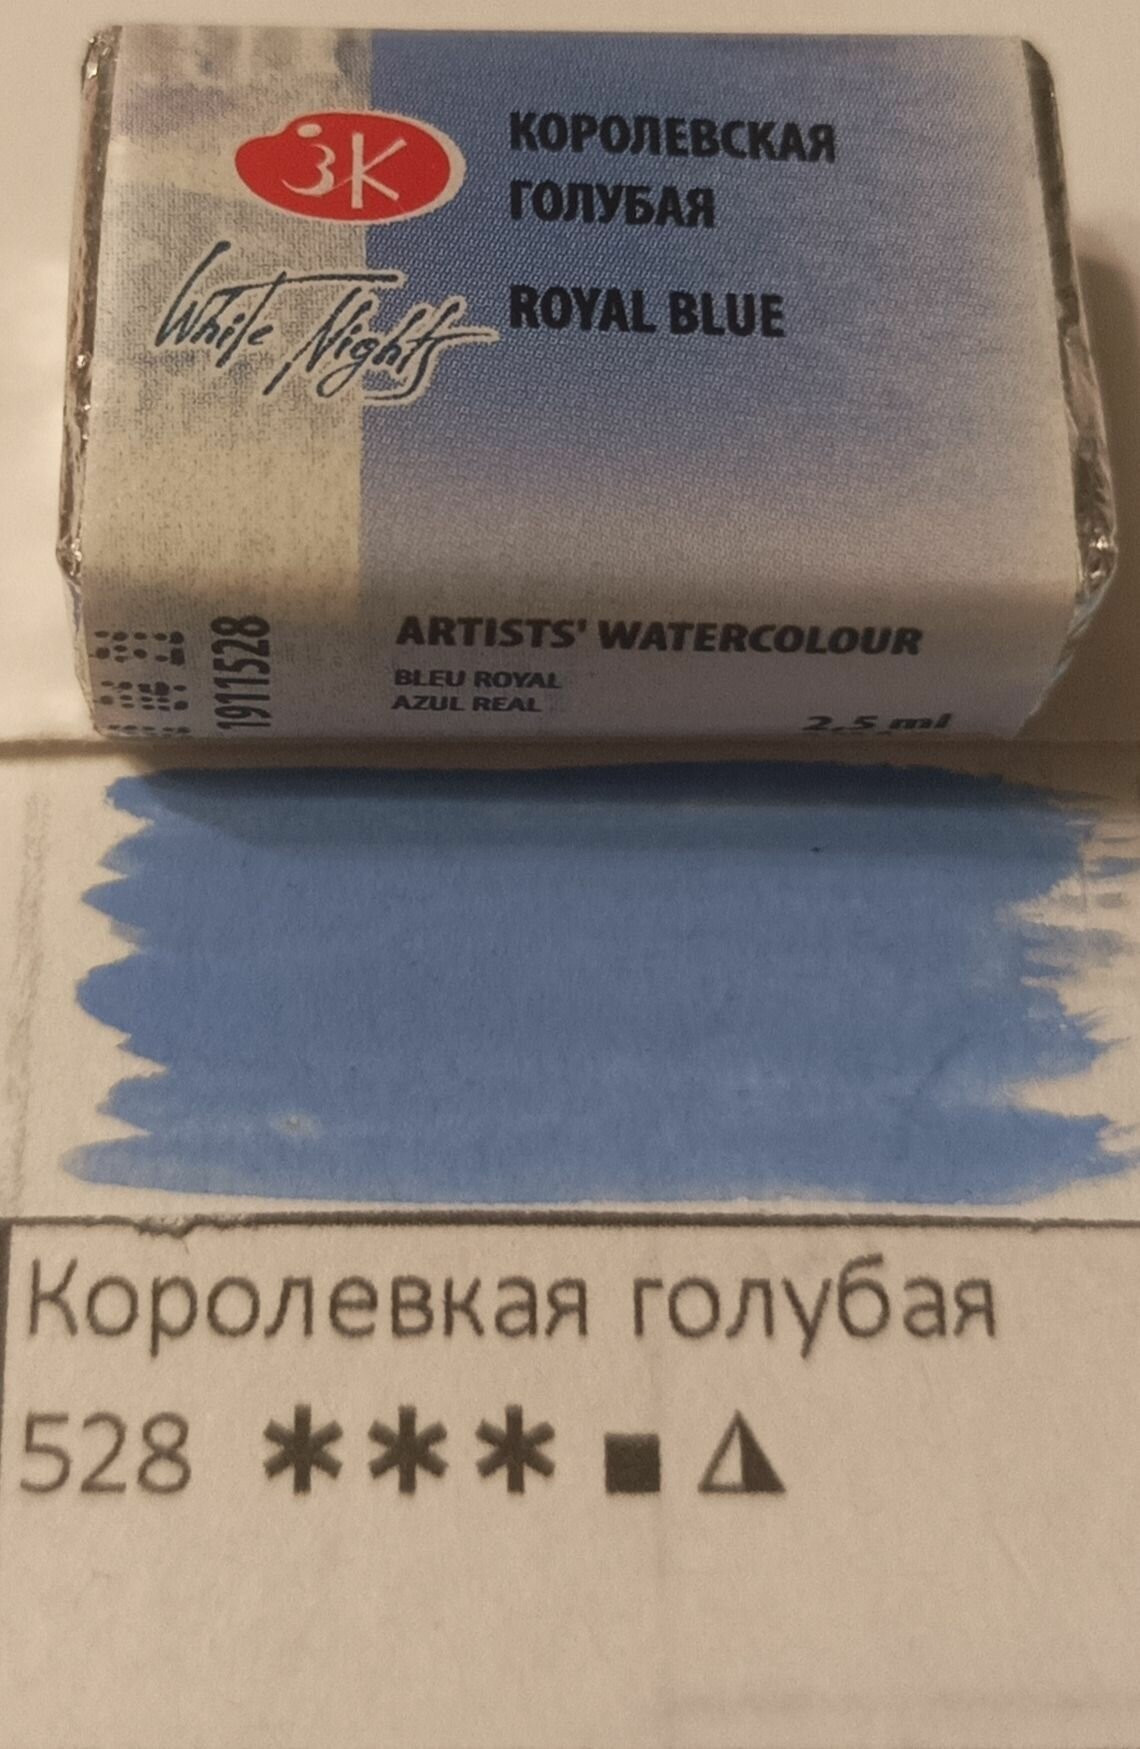 ЗК
КОРОЛЕВСКАЯ
ГОЛУБАЯ
White Nights
ROYAL BLUE
1911528
ARTISTS' WATERCOLOUR
BLEU ROYAL
AZUL REAL
2,5 ml
Королевкая голубая
528 * * * ■ ◮